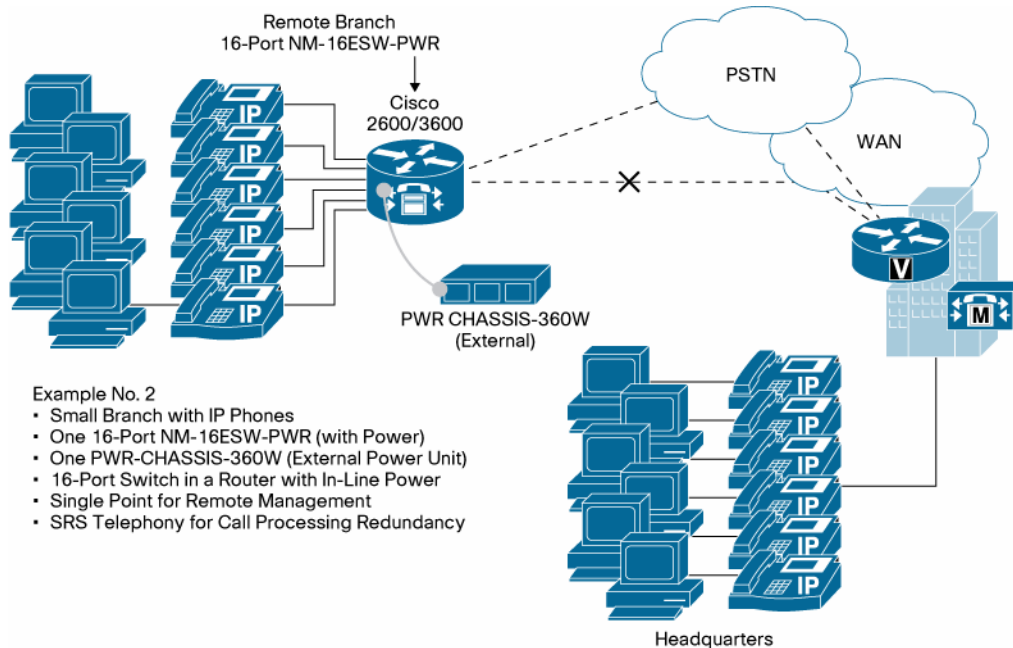 Remote Branch
16-Port NM-16ESW-PWR
Cisco
2600/3600
PSTN
WAN
IP
IP
IP
IP
IP
IP
V
M
PWR CHASSIS-360W
(External)
Example No. 2
• Small Branch with IP Phones
• One 16-Port NM-16ESW-PWR (with Power)
• One PWR-CHASSIS-360W (External Power Unit)
• 16-Port Switch in a Router with In-Line Power
• Single Point for Remote Management
• SRS Telephony for Call Processing Redundancy
IP
IP
IP
IP
IP
IP
Headquarters